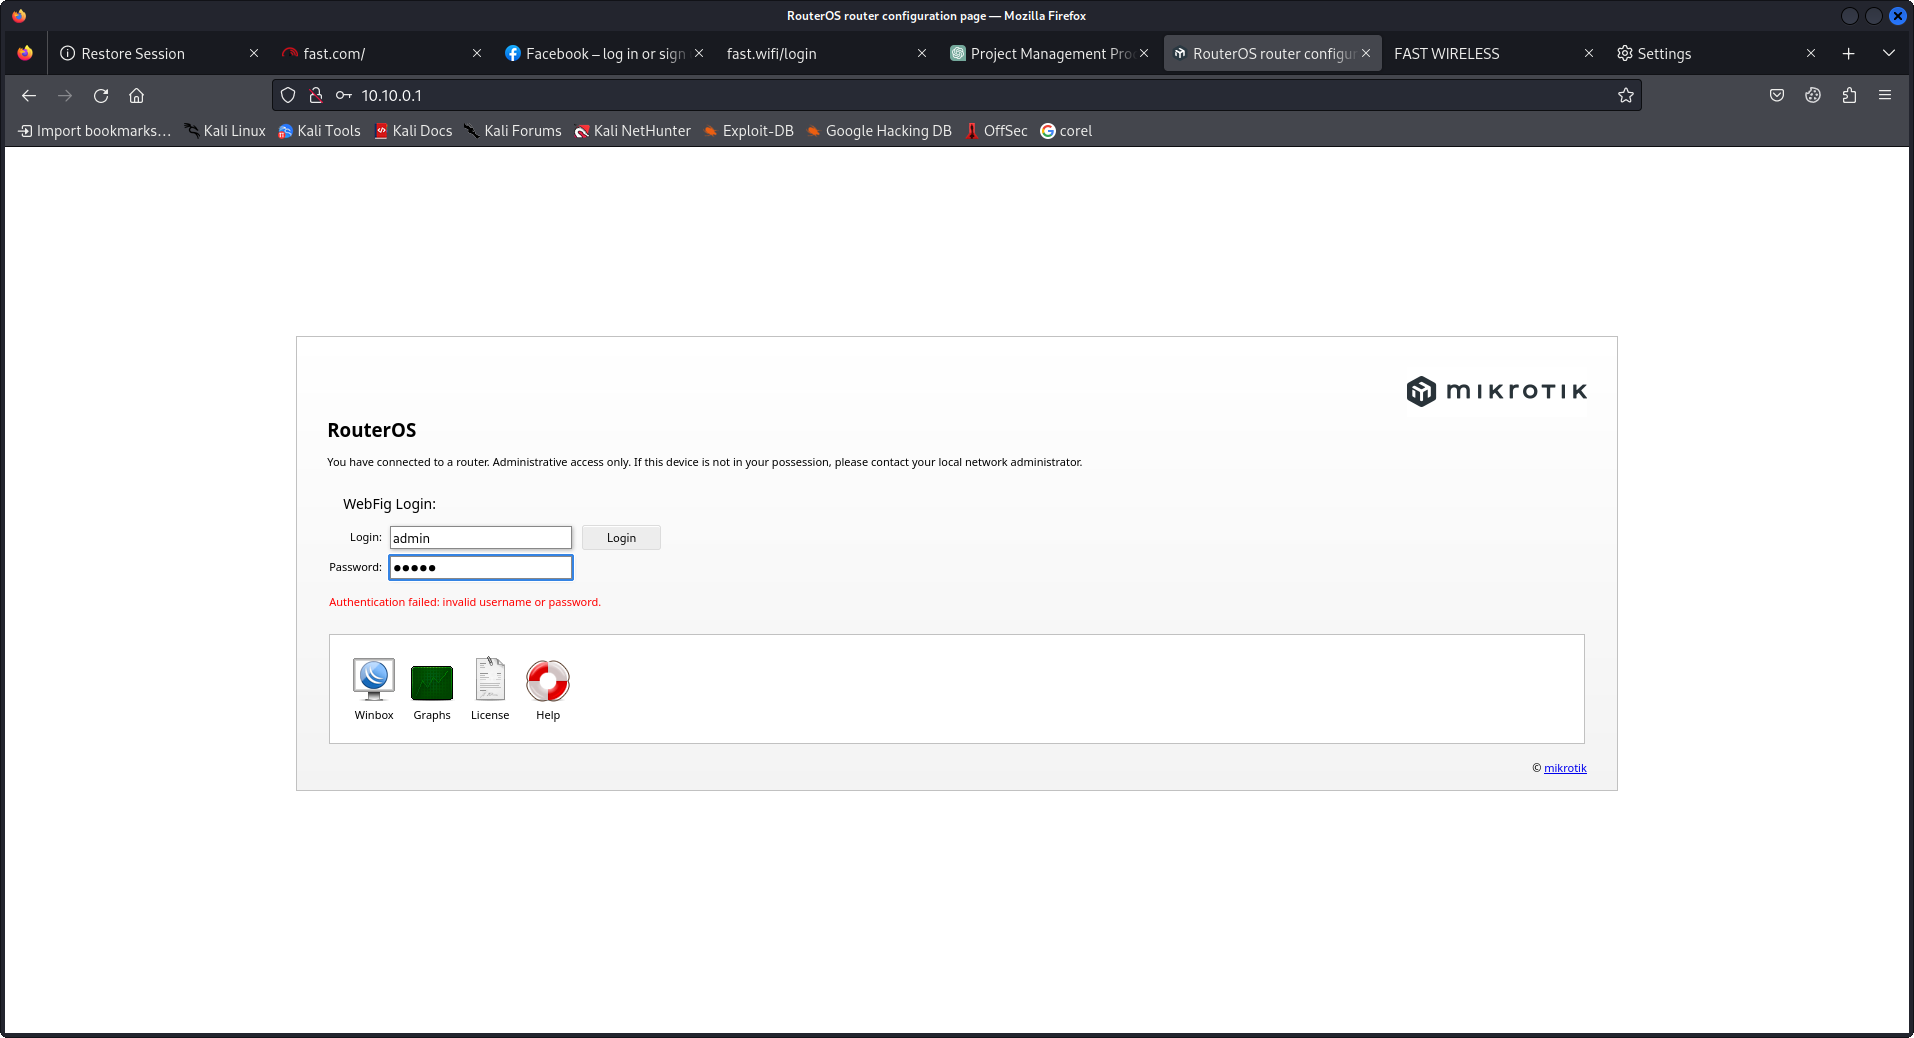 RouterOS router configuration page — Mozilla Firefox
Restore Session
fast.com/
Facebook – log in or sign
fast.wifi/login
Project Management Pro
RouterOS router configur
FAST WIRELESS
Settings
10.10.0.1
Import bookmarks…
Kali Linux
Kali Tools
Kali Docs
Kali Forums
Kali NetHunter
Exploit-DB
Google Hacking DB
OffSec
corel
mikrotik
RouterOS
You have connected to a router. Administrative access only. If this device is not in your possession, please contact your local network administrator.
WebFig Login:
Login: admin Login
Password: ●●●●●
Authentication failed: invalid username or password.
Winbox Graphs License Help
© mikrotik